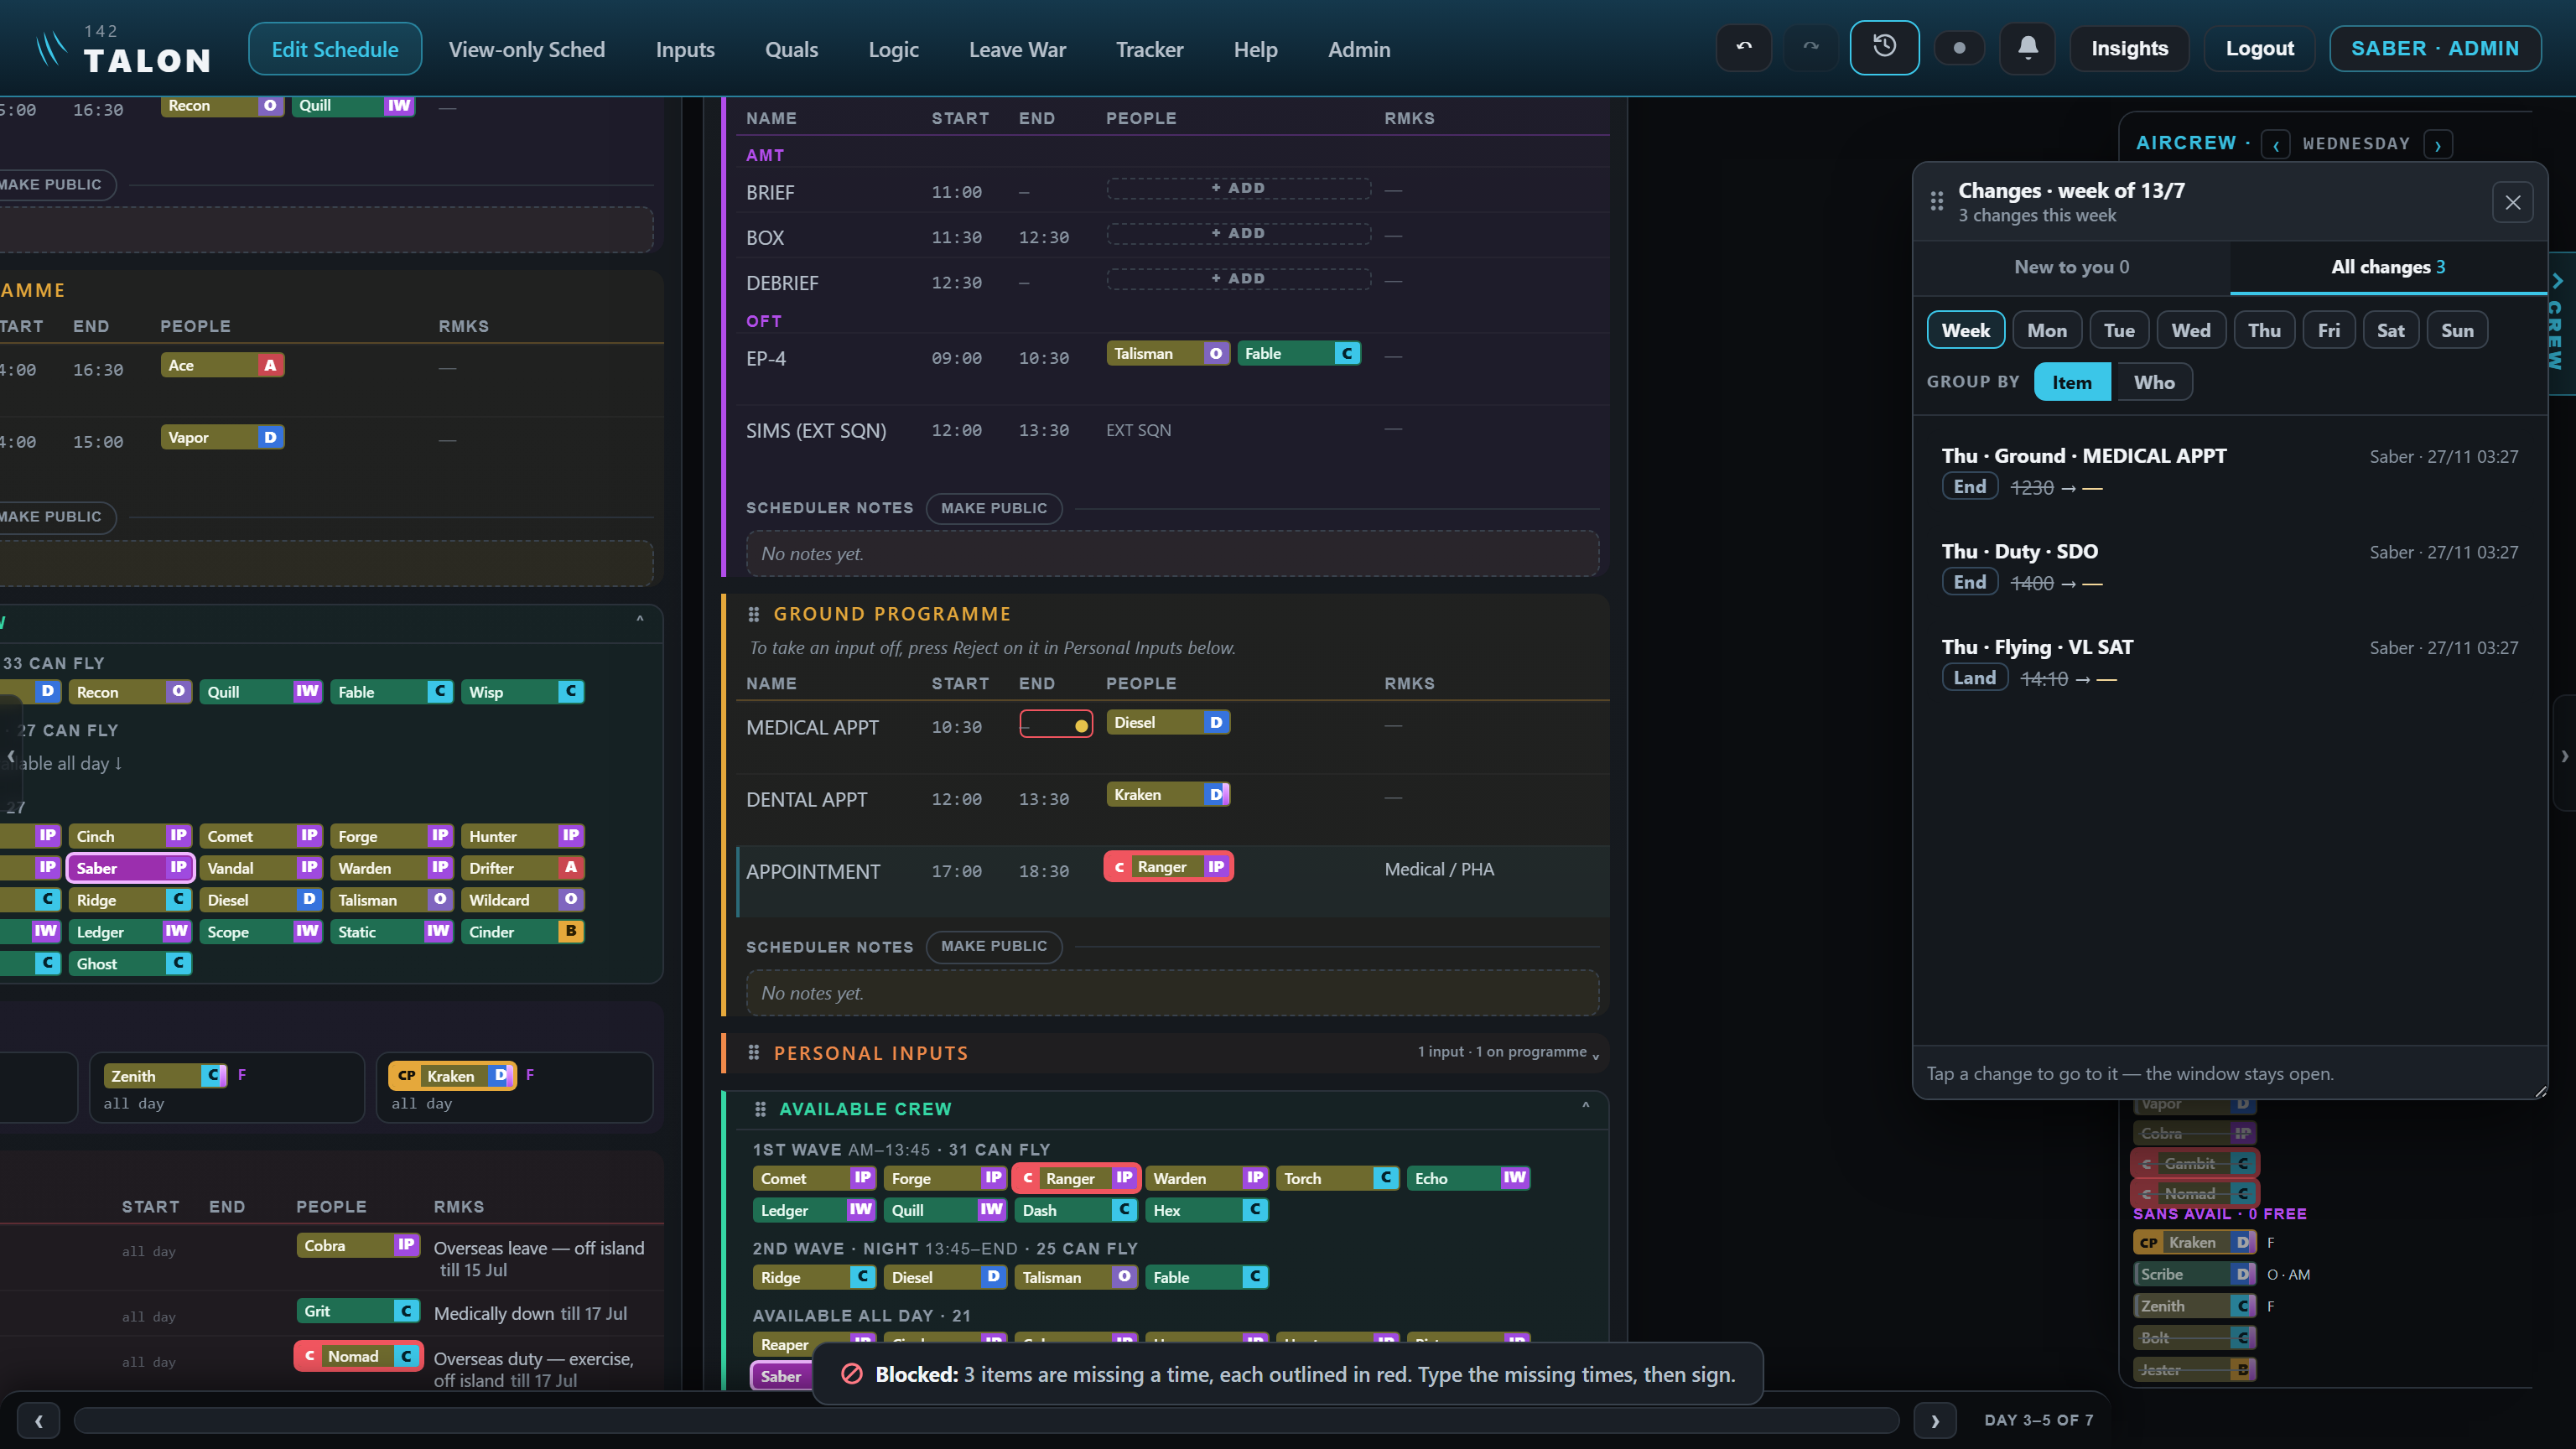 142
TALON
Edit Schedule
View-only Sched
Inputs
Quals
Logic
Leave War
Tracker
Help
Admin
Insights
Logout
SABER · ADMIN
5:00 16:30 Recon O Quill IW —
MAKE PUBLIC
AMME
TART END PEOPLE RMKS
4:00 16:30 Ace A —
4:00 15:00 Vapor D —
MAKE PUBLIC
33 CAN FLY
D Recon O Quill IW Fable C Wisp C
· 27 CAN FLY
able all day ↓
27
IP Cinch IP Comet IP Forge IP Hunter IP
IP Saber IP Vandal IP Warden IP Drifter A
C Ridge C Diesel D Talisman O Wildcard O
IW Ledger IW Scope IW Static IW Cinder B
C Ghost C
Zenith C F
all day
CP Kraken D F
all day
START END PEOPLE RMKS
all day Cobra IP Overseas leave — off island
till 15 Jul
all day Grit C Medically down till 17 Jul
all day C Nomad C Overseas duty — exercise,
off island till 17 Jul
NAME START END PEOPLE RMKS
AMT
BRIEF 11:00 — + ADD —
BOX 11:30 12:30 + ADD —
DEBRIEF 12:30 — + ADD —
OFT
EP-4 09:00 10:30 Talisman O Fable C —
SIMS (EXT SQN) 12:00 13:30 EXT SQN —
SCHEDULER NOTES MAKE PUBLIC
No notes yet.
GROUND PROGRAMME
To take an input off, press Reject on it in Personal Inputs below.
NAME START END PEOPLE RMKS
MEDICAL APPT 10:30 — Diesel D —
DENTAL APPT 12:00 13:30 Kraken D —
APPOINTMENT 17:00 18:30 C Ranger IP Medical / PHA
SCHEDULER NOTES MAKE PUBLIC
No notes yet.
PERSONAL INPUTS 1 input · 1 on programme
AVAILABLE CREW
1ST WAVE AM–13:45 · 31 CAN FLY
Comet IP Forge IP C Ranger IP Warden IP Torch C Echo IW
Ledger IW Quill IW Dash C Hex C
2ND WAVE · NIGHT 13:45–END · 25 CAN FLY
Ridge C Diesel D Talisman O Fable C
AVAILABLE ALL DAY · 21
Reaper
Saber
Blocked: 3 items are missing a time, each outlined in red. Type the missing times, then sign.
DAY 3–5 OF 7
AIRCREW · ‹ WEDNESDAY ›
Changes · week of 13/7
3 changes this week
New to you 0
All changes 3
Week Mon Tue Wed Thu Fri Sat Sun
GROUP BY Item Who
Thu · Ground · MEDICAL APPT Saber · 27/11 03:27
End 1230 → —
Thu · Duty · SDO Saber · 27/11 03:27
End 1400 → —
Thu · Flying · VL SAT Saber · 27/11 03:27
Land 14:10 → —
Tap a change to go to it — the window stays open.
CREW
Vapor D
Cobra IP
C Gambit C
C Nomad C
SANS AVAIL · 0 FREE
CP Kraken D F
Scribe D O · AM
Zenith C F
Bolt C
Jester B